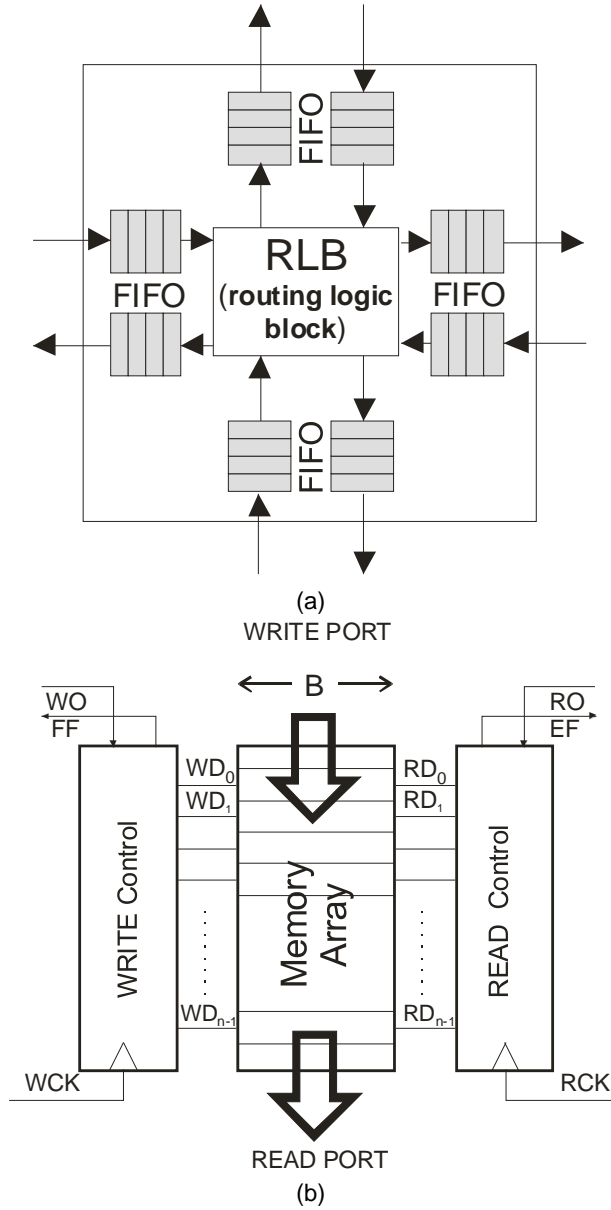 FIFO
RLB
(routing logic
block)
FIFO
FIFO
FIFO
(a)
WRITE PORT
B
WO
FF
RO
EF
WD0
RD0
WD1
RD1
WRITE Control
Memory
Array
READ Control
WDn-1
RDn-1
WCK
RCK
READ PORT
(b)